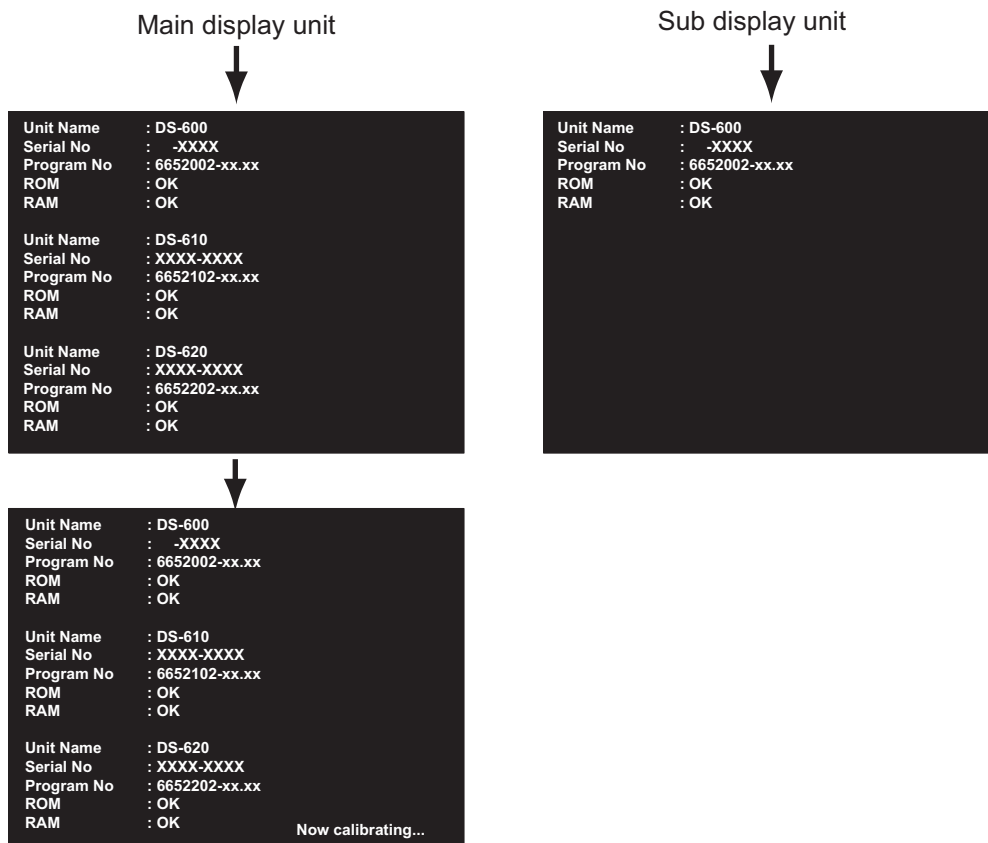 Main display unit
Unit Name : DS-600
Serial No : -XXXX
Program No : 6652002-xx.xx
ROM : OK
RAM : OK
Unit Name : DS-610
Serial No : XXXX-XXXX
Program No : 6652102-xx.xx
ROM : OK
RAM : OK
Unit Name : DS-620
Serial No : XXXX-XXXX
Program No : 6652202-xx.xx
ROM : OK
RAM : OK
Unit Name : DS-600
Serial No : -XXXX
Program No : 6652002-xx.xx
ROM : OK
RAM : OK
Unit Name : DS-610
Serial No : XXXX-XXXX
Program No : 6652102-xx.xx
ROM : OK
RAM : OK
Unit Name : DS-620
Serial No : XXXX-XXXX
Program No : 6652202-xx.xx
ROM : OK
RAM : OK
Now calibrating...
Sub display unit
Unit Name : DS-600
Serial No : -XXXX
Program No : 6652002-xx.xx
ROM : OK
RAM : OK